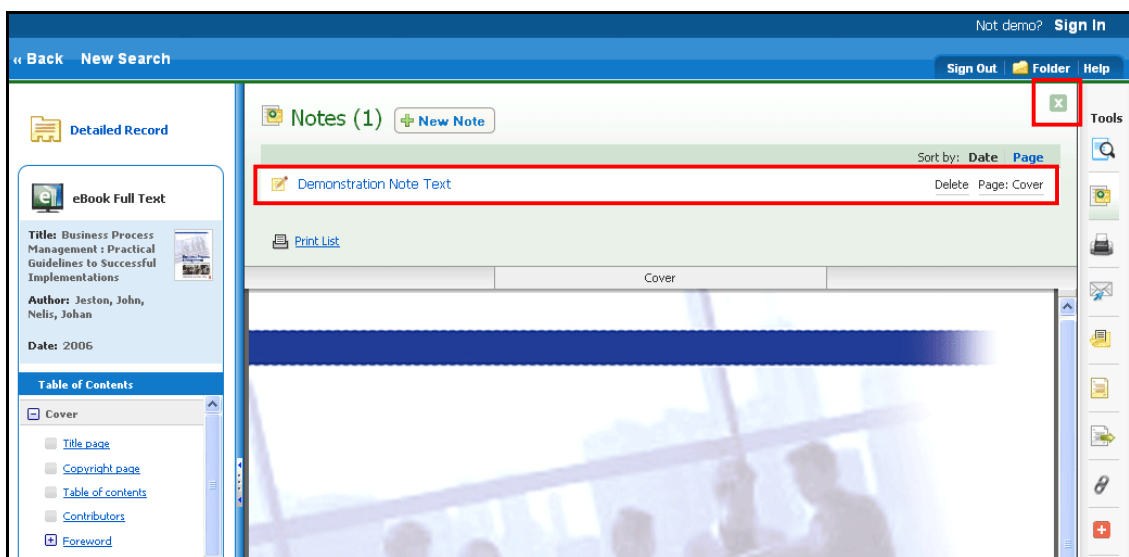 Not demo? Sign In
‹‹ Back New Search
Sign Out Folder Help
Detailed Record
eBook Full Text
Title: Business Process
Management : Practical
Guidelines to Successful
Implementations
Author: Jeston, John,
Nelis, Johan
Date: 2006
Table of Contents
Cover
Title page
Copyright page
Table of contents
Contributors
Foreword
Notes (1) New Note
Sort by: Date Page
Demonstration Note Text Delete Page: Cover
Print List
Cover
Tools